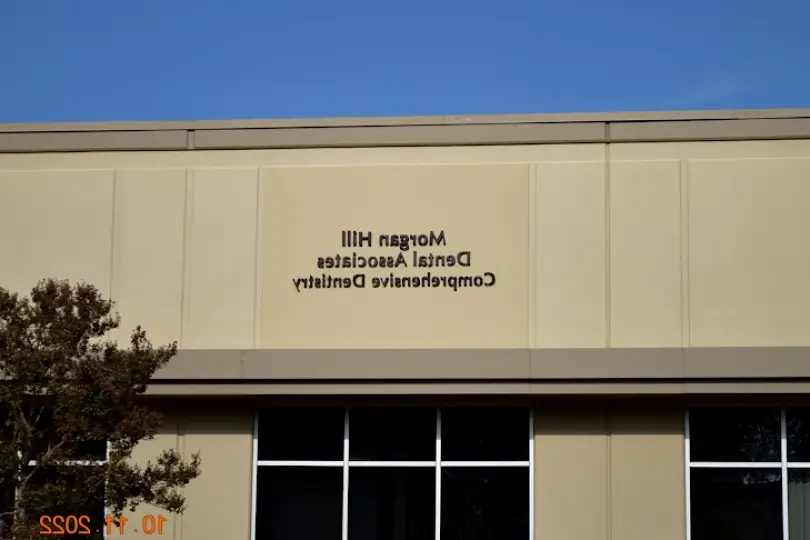 Morgan Hill
Dental Associates
Comprehensive Dentistry
10.11.2022